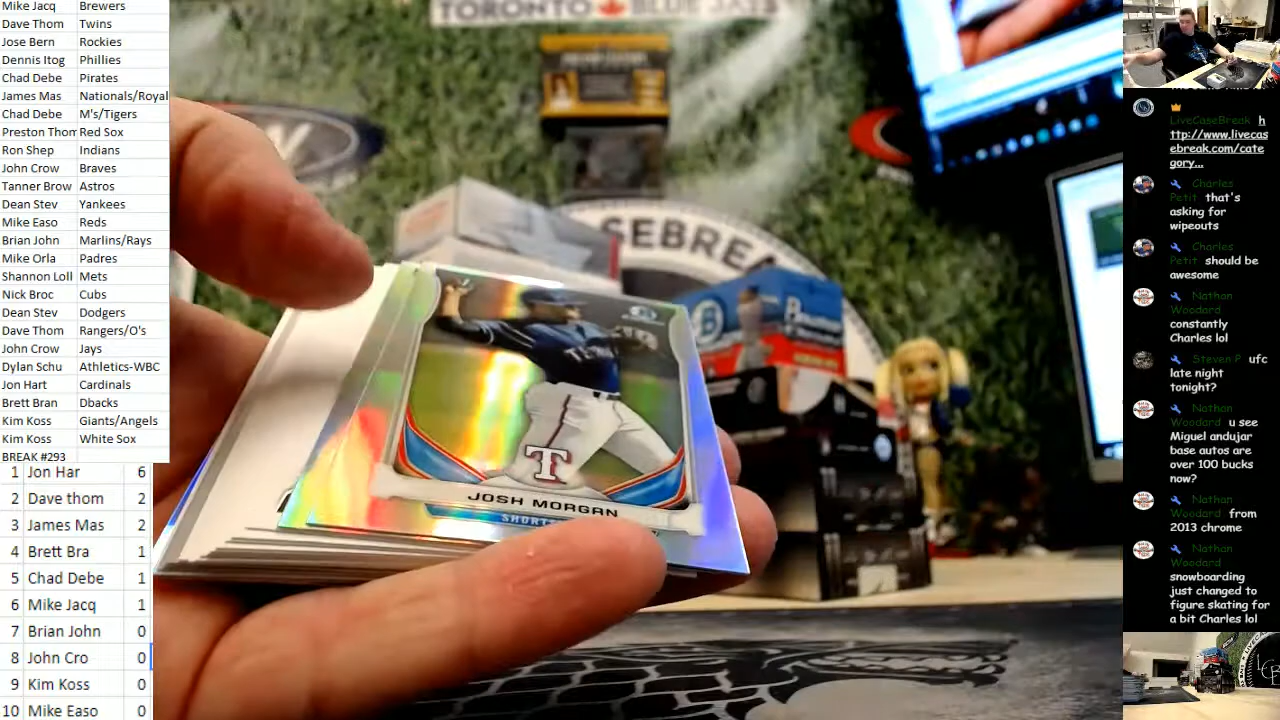 Mike Jacq Brewers
Dave Thom Twins
Jose Bern Rockies
Dennis Itog Phillies
Chad Debe Pirates
James Mas Nationals/Royal
Chad Debe M's/Tigers
Preston Thom Red Sox
Ron Shep Indians
John Crow Braves
Tanner Brow Astros
Dean Stev Yankees
Mike Easo Reds
Brian John Marlins/Rays
Mike Orla Padres
Shannon Loll Mets
Nick Broc Cubs
Dean Stev Dodgers
Dave Thom Rangers/O's
John Crow Jays
Dylan Schu Athletics-WBC
Jon Hart Cardinals
Brett Bran Dbacks
Kim Koss Giants/Angels
Kim Koss White Sox
BREAK #293
1 Jon Har 6
2 Dave thom 2
3 James Mas 2
4 Brett Bra 1
5 Chad Debe 1
6 Mike Jacq 1
7 Brian John 0
8 John Cro 0
9 Kim Koss 0
10 Mike Easo 0
TORONTO BLUE JAYS
SEBREA
B
T
JOSH MORGAN
SHORT
LiveCaseBreak h
ttp://www.livec
asebreak.com/cate
gory...
Charles
Petit that's
asking for
wipeouts
Charles
Petit should be
awesome
Nathan
Woodard
constantly
Charles lol
Steven P ufc
late night
tonight?
Nathan
Woodard u see
Miguel andujar
base autos are
over 100 bucks
now?
Nathan
Woodard from
2013 chrome
Nathan
Woodard
snowboarding
just changed to
figure skating for
a bit Charles lol